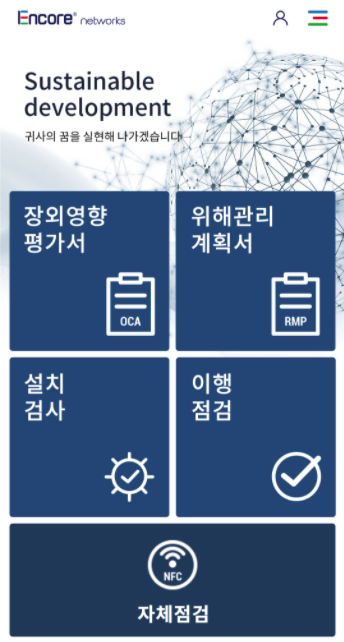 Encore® networks
Sustainable
development
귀사의 꿈을 실현해 나가겠습니다
장외영향
평가서
OCA
위해관리
계획서
RMP
설치
검사
이행
점검
NFC
자체점검